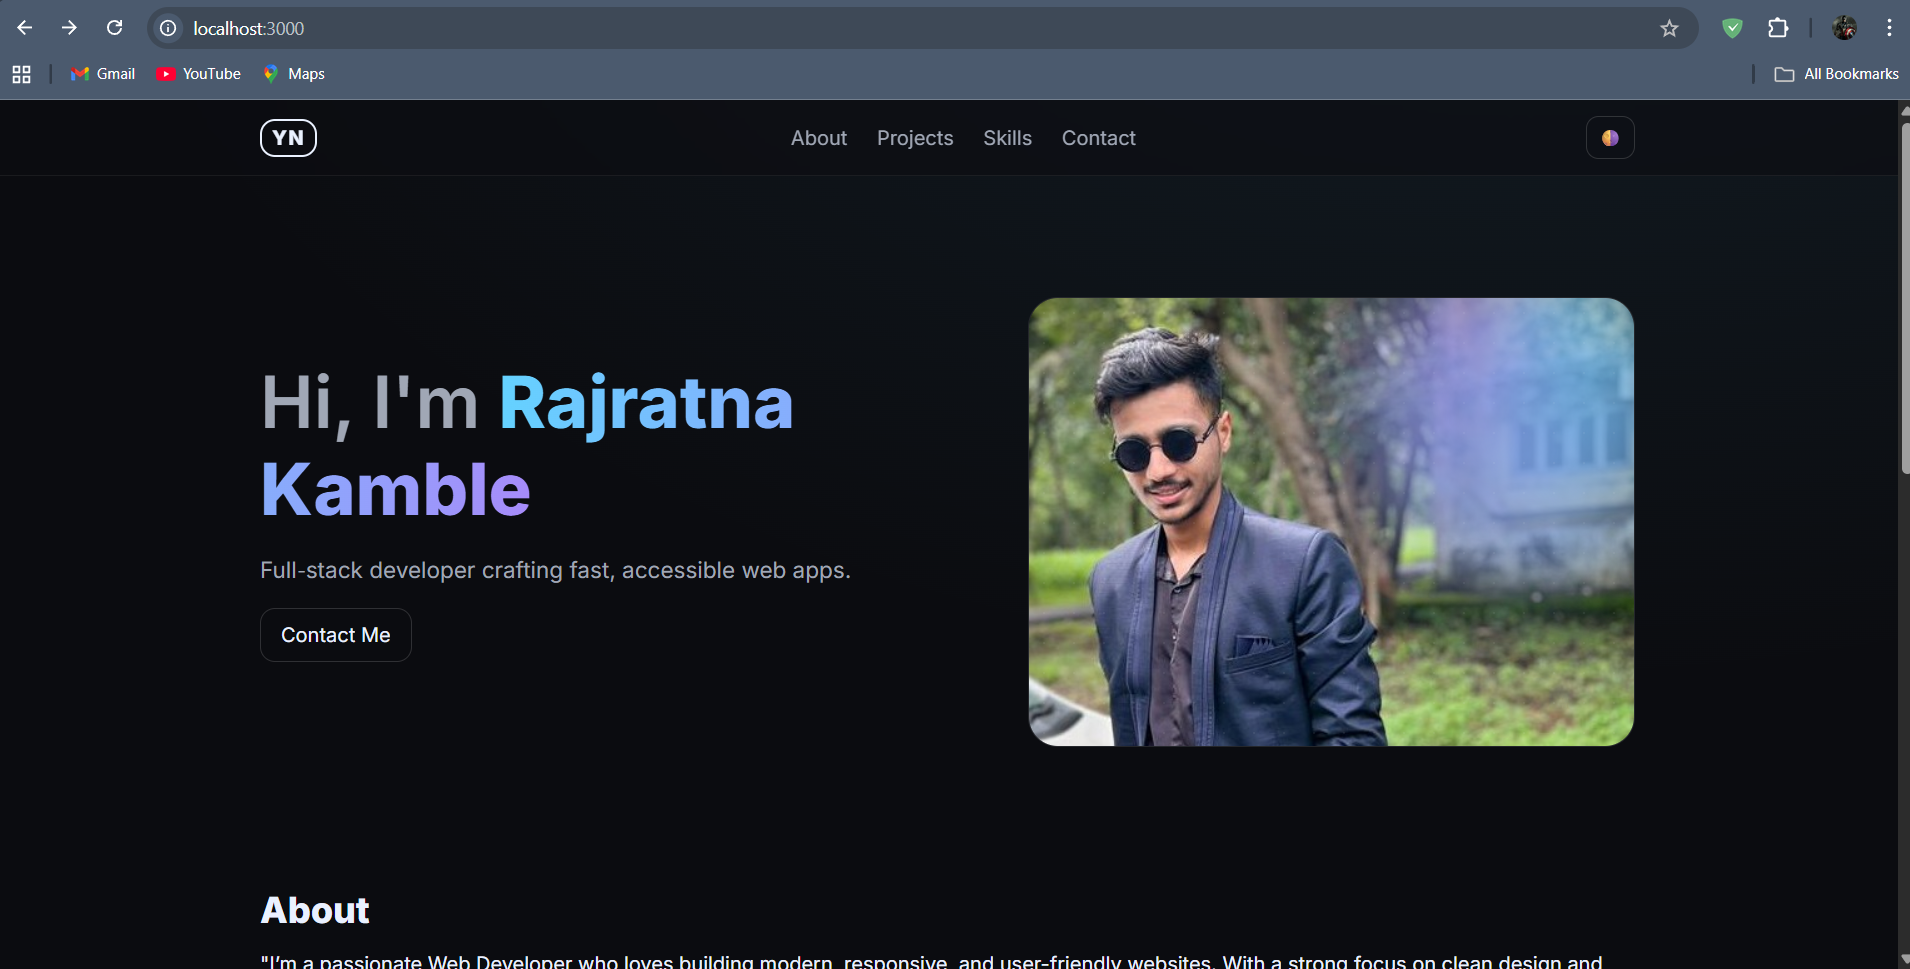 localhost:3000
Gmail YouTube Maps All Bookmarks
YN About Projects Skills Contact
Hi, I'm Rajratna
Kamble
Full-stack developer crafting fast, accessible web apps.
Contact Me
About
"I'm a passionate Web Developer who loves building modern, responsive, and user-friendly websites. With a strong focus on clean design and